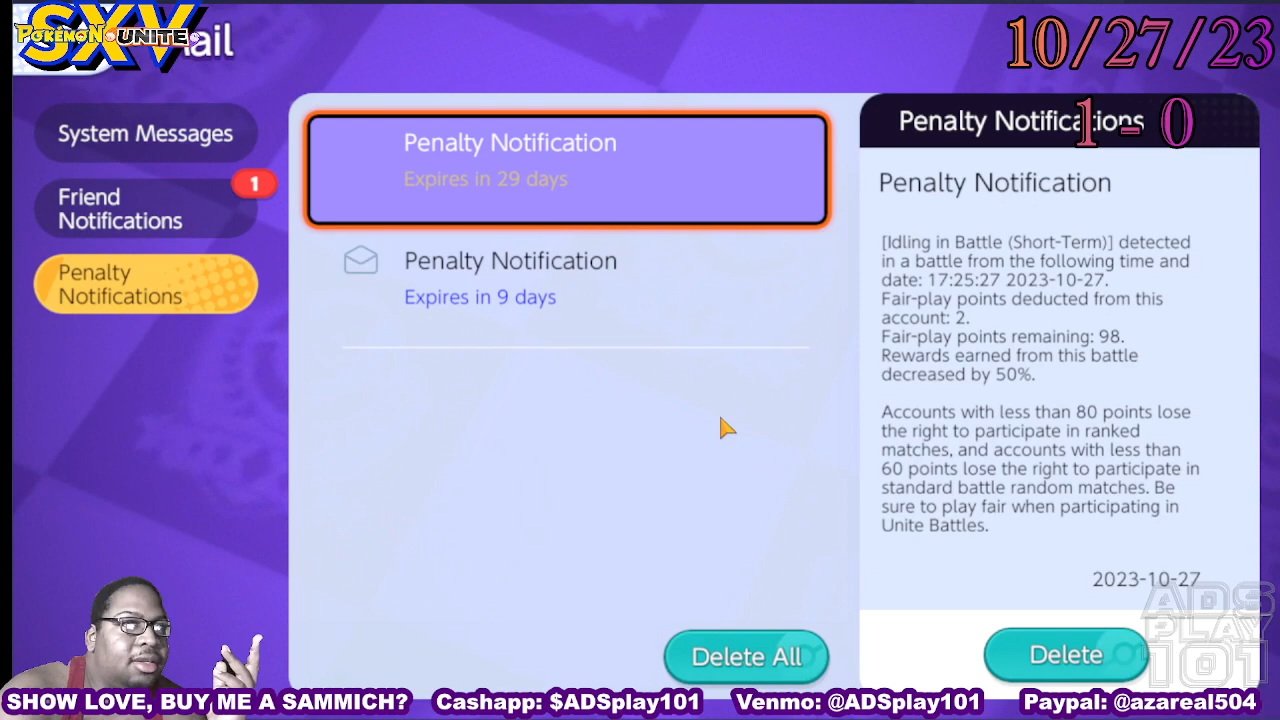 SXV
POKÉMON UNITE
ail
10/27/23
1 - 0
System Messages
Friend
Notifications
1
Penalty
Notifications
Penalty Notification
Expires in 29 days
Penalty Notification
Expires in 9 days
Delete All
Penalty Notifications
Penalty Notification
[Idling in Battle (Short-Term)] detected
in a battle from the following time and
date: 17:25:27 2023-10-27.
Fair-play points deducted from this
account: 2.
Fair-play points remaining: 98.
Rewards earned from this battle
decreased by 50%.
Accounts with less than 80 points lose
the right to participate in ranked
matches, and accounts with less than
60 points lose the right to participate in
standard battle random matches. Be
sure to play fair when participating in
Unite Battles.
2023-10-27
Delete
ADS
PLAY
101
SHOW LOVE, BUY ME A SAMMICH? Cashapp: $ADSplay101 Venmo: @ADSplay101 Paypal: @azareal504